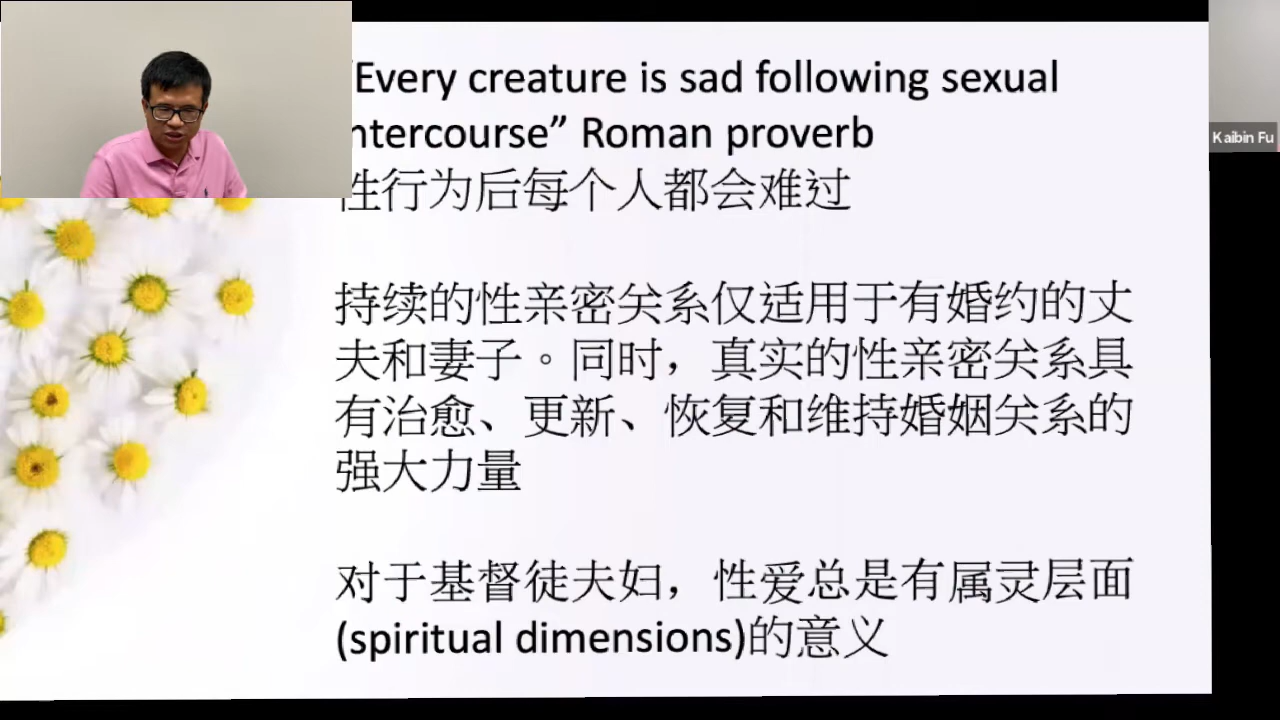 Every creature is sad following sexual
ntercourse” Roman proverb
性行为后每个人都会难过
持续的性亲密关系仅适用于有婚约的丈
夫和妻子。同时，真实的性亲密关系具
有治愈、更新、恢复和维持婚姻关系的
强大力量
对于基督徒夫妇，性爱总是有属灵层面
(spiritual dimensions)的意义
Kaibin Fu